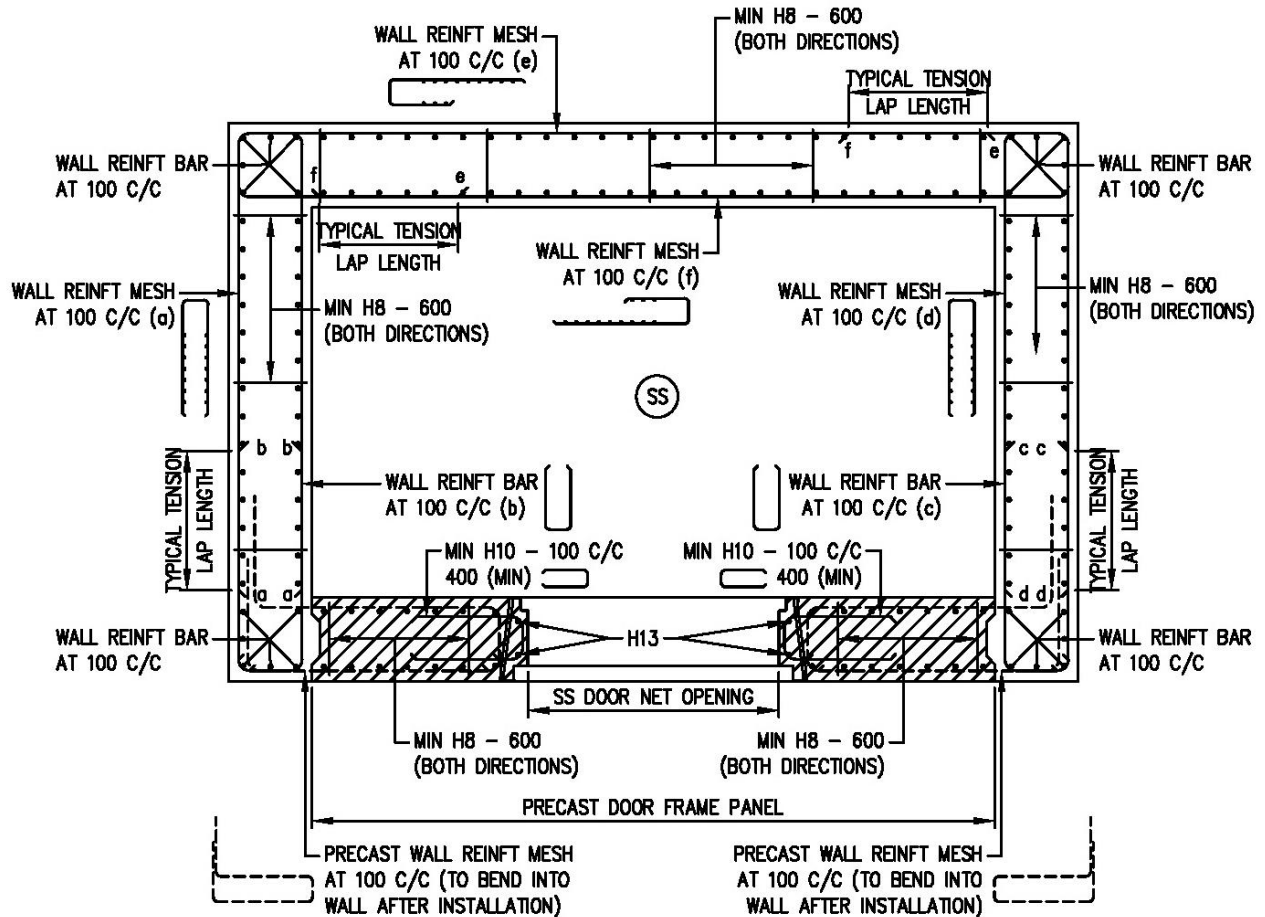 MIN H8 - 600
(BOTH DIRECTIONS)
WALL REINFT MESH
AT 100 C/C (e)
TYPICAL TENSION
LAP LENGTH
WALL REINFT BAR
AT 100 C/C
f
e
f
e
WALL REINFT BAR
AT 100 C/C
TYPICAL TENSION
LAP LENGTH
WALL REINFT MESH
AT 100 C/C (f)
WALL REINFT MESH
AT 100 C/C (a)
MIN H8 - 600
(BOTH DIRECTIONS)
WALL REINFT MESH
AT 100 C/C (d)
MIN H8 - 600
(BOTH DIRECTIONS)
SS
b b
c c
TYPICAL TENSION
LAP LENGTH
WALL REINFT BAR
AT 100 C/C (b)
WALL REINFT BAR
AT 100 C/C (c)
TYPICAL TENSION
LAP LENGTH
MIN H10 - 100 C/C
400 (MIN)
MIN H10 - 100 C/C
400 (MIN)
a a
d d
WALL REINFT BAR
AT 100 C/C
H13
WALL REINFT BAR
AT 100 C/C
SS DOOR NET OPENING
MIN H8 - 600
(BOTH DIRECTIONS)
MIN H8 - 600
(BOTH DIRECTIONS)
PRECAST DOOR FRAME PANEL
PRECAST WALL REINFT MESH
AT 100 C/C (TO BEND INTO
WALL AFTER INSTALLATION)
PRECAST WALL REINFT MESH
AT 100 C/C (TO BEND INTO
WALL AFTER INSTALLATION)